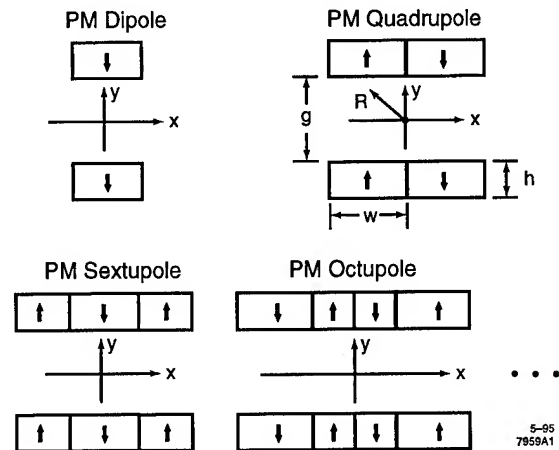 PM Dipole
y
x
PM Quadrupole
g
R
y
x
w
h
PM Sextupole
y
x
PM Octupole
y
x
• • •
5–95
7959A1